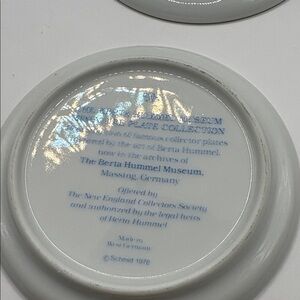 MUSEUM
PLATE COLLECTION
of famous collector plates
by the art of Berta Hummel
the archives of
The Berta Hummel Museum,
Massing, Germany
Offered by
The New England Collectors Society
and authorized by the legal heirs
of Berta Hummel
Made in
West Germany
© Schmid 1978